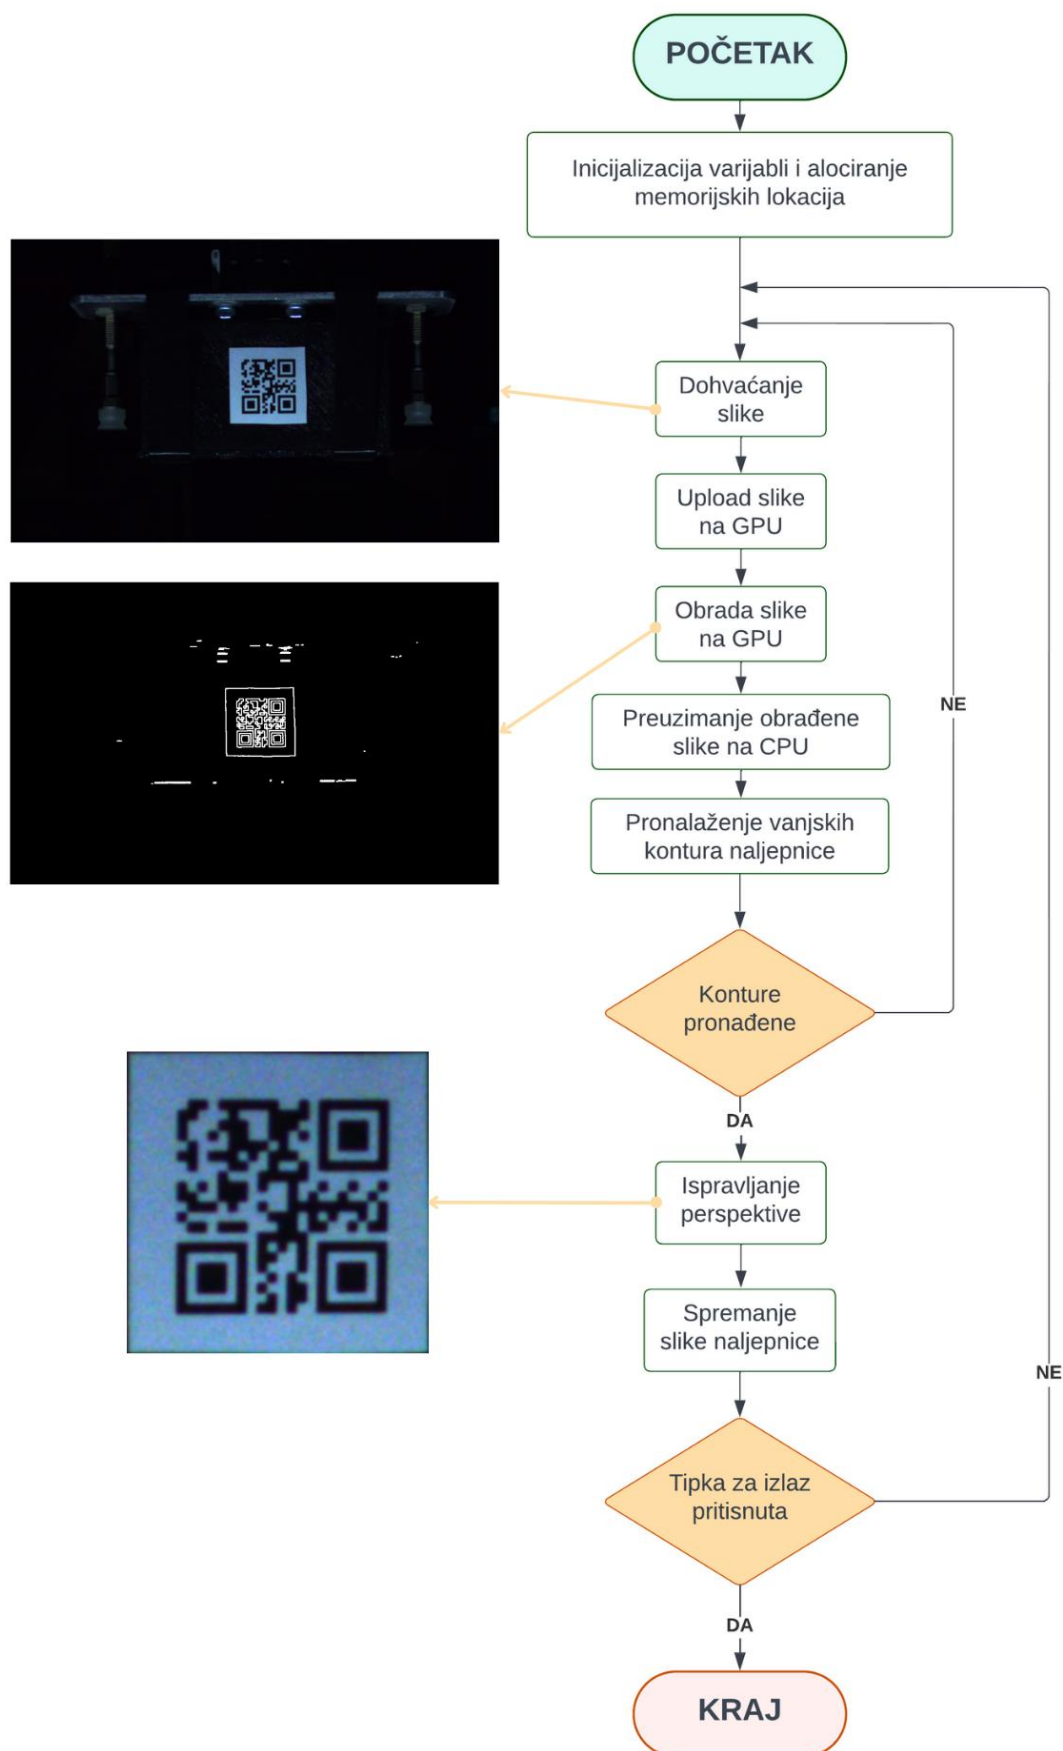 POČETAK
Inicijalizacija varijabli i alociranje
memorijskih lokacija
Dohvaćanje
slike
Upload slike
na GPU
Obrada slike
na GPU
NE
Preuzimanje obrađene
slike na CPU
Pronalaženje vanjskih
kontura naljepnice
Konture
pronađene
DA
Ispravljanje
perspektive
Spremanje
slike naljepnice
NE
Tipka za izlaz
pritisnuta
DA
KRAJ